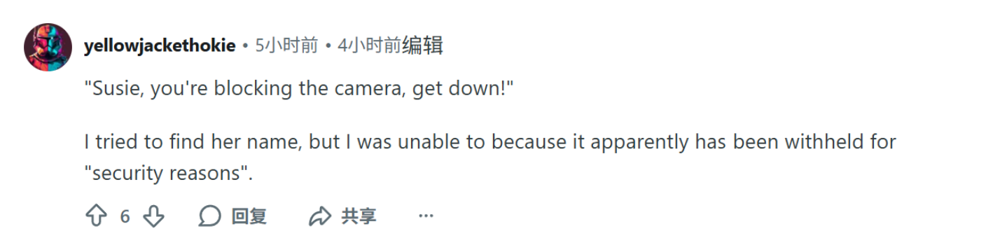 yellowjackethokie • 5小时前 • 4小时前编辑
"Susie, you're blocking the camera, get down!"
I tried to find her name, but I was unable to because it apparently has been withheld for
"security reasons".
6 回复 共享 ···